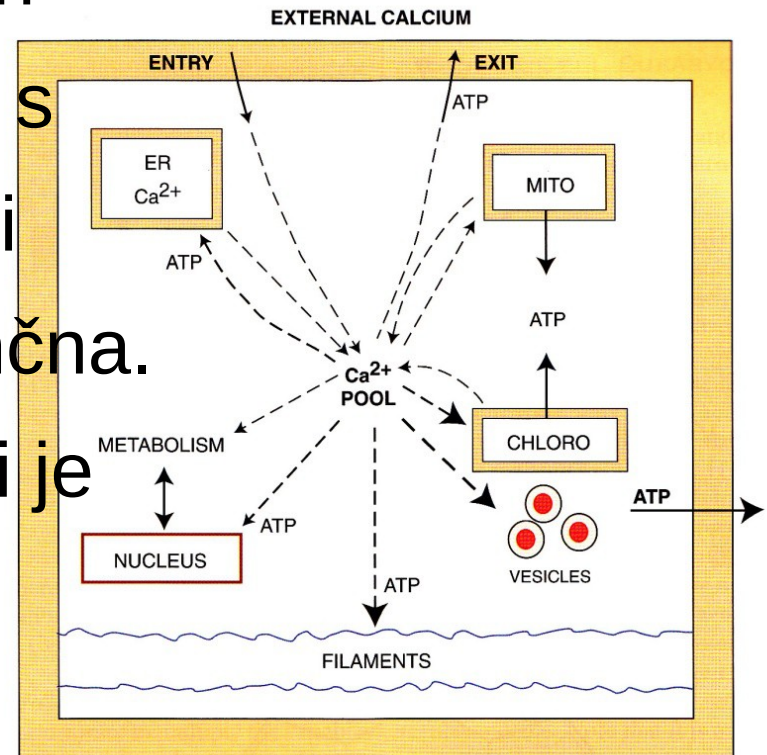 EXTERNAL CALCIUM
ENTRY
EXIT
ATP
s
ER
Ca2+
MITO
i
ATP
ATP
čna.
Ca2+
POOL
CHLORO
METABOLISM
i je
ATP
ATP
NUCLEUS
VESICLES
ATP
FILAMENTS